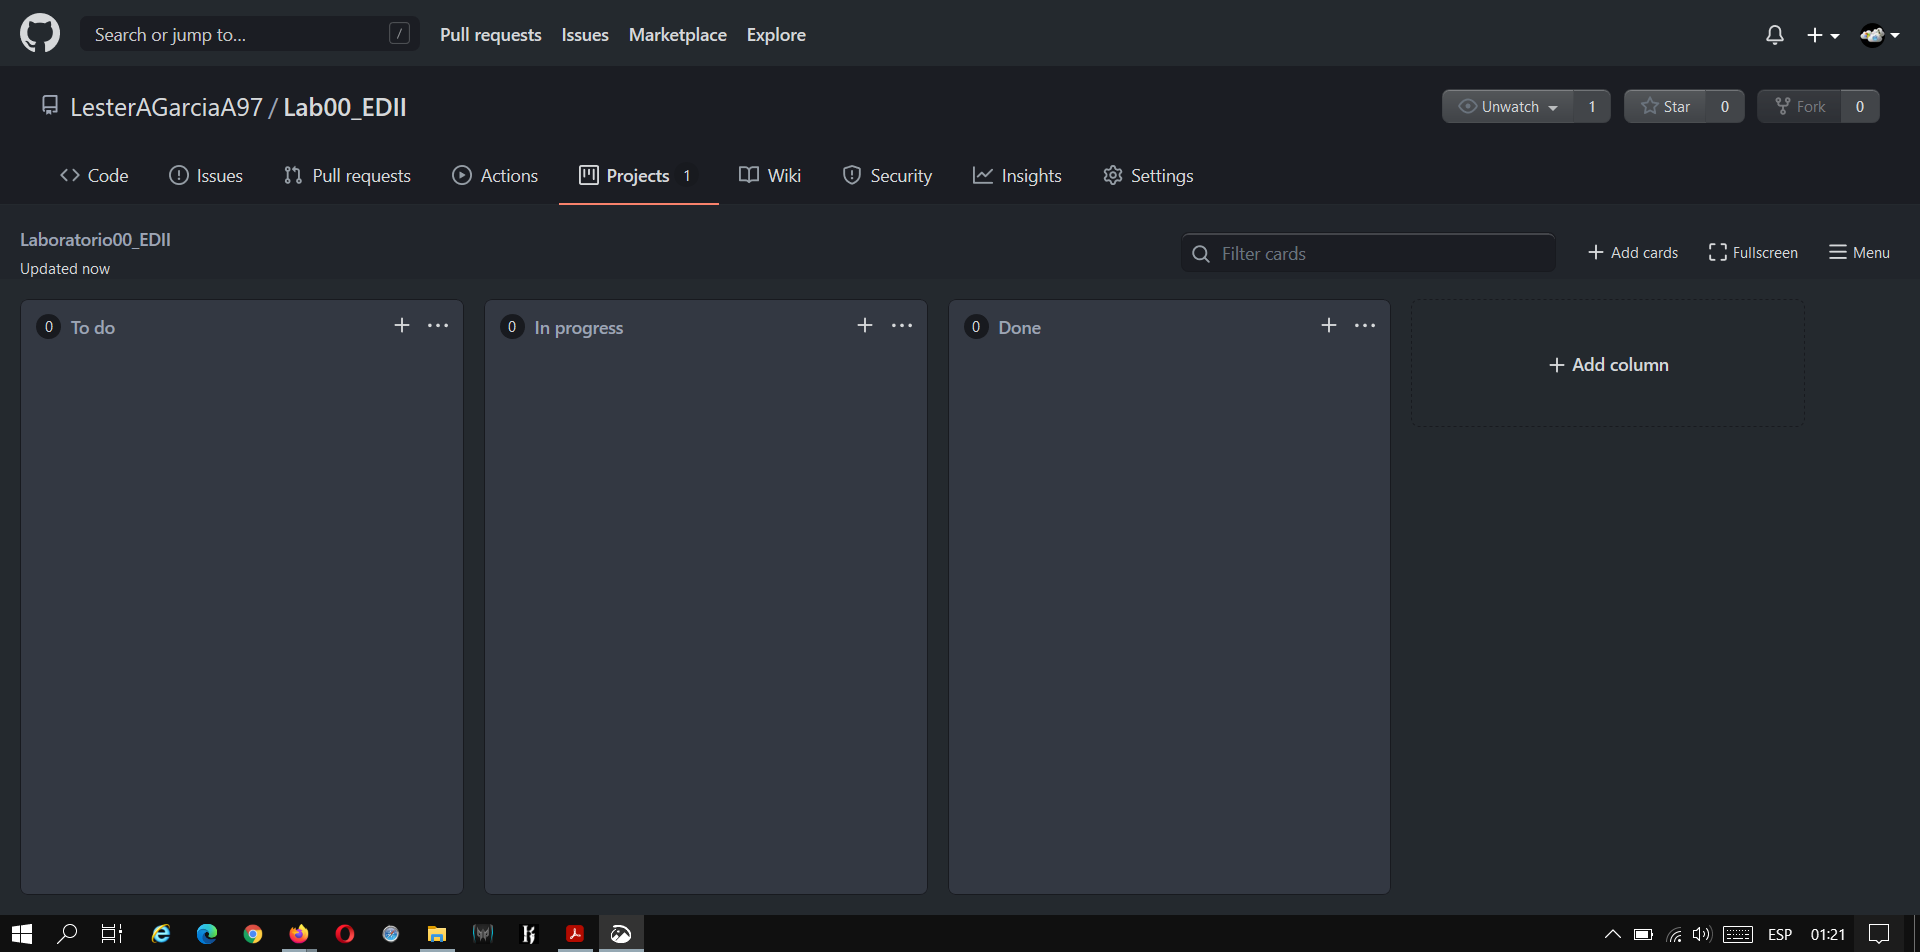 Search or jump to... /
Pull requests Issues Marketplace Explore
LesterAGarciaA97 / Lab00_EDII
Unwatch 1 Star 0 Fork 0
Code Issues Pull requests Actions Projects 1 Wiki Security Insights Settings
Laboratorio00_EDII
Updated now
Filter cards
Add cards Fullscreen Menu
0 To do
0 In progress
0 Done
Add column
ESP 01:21